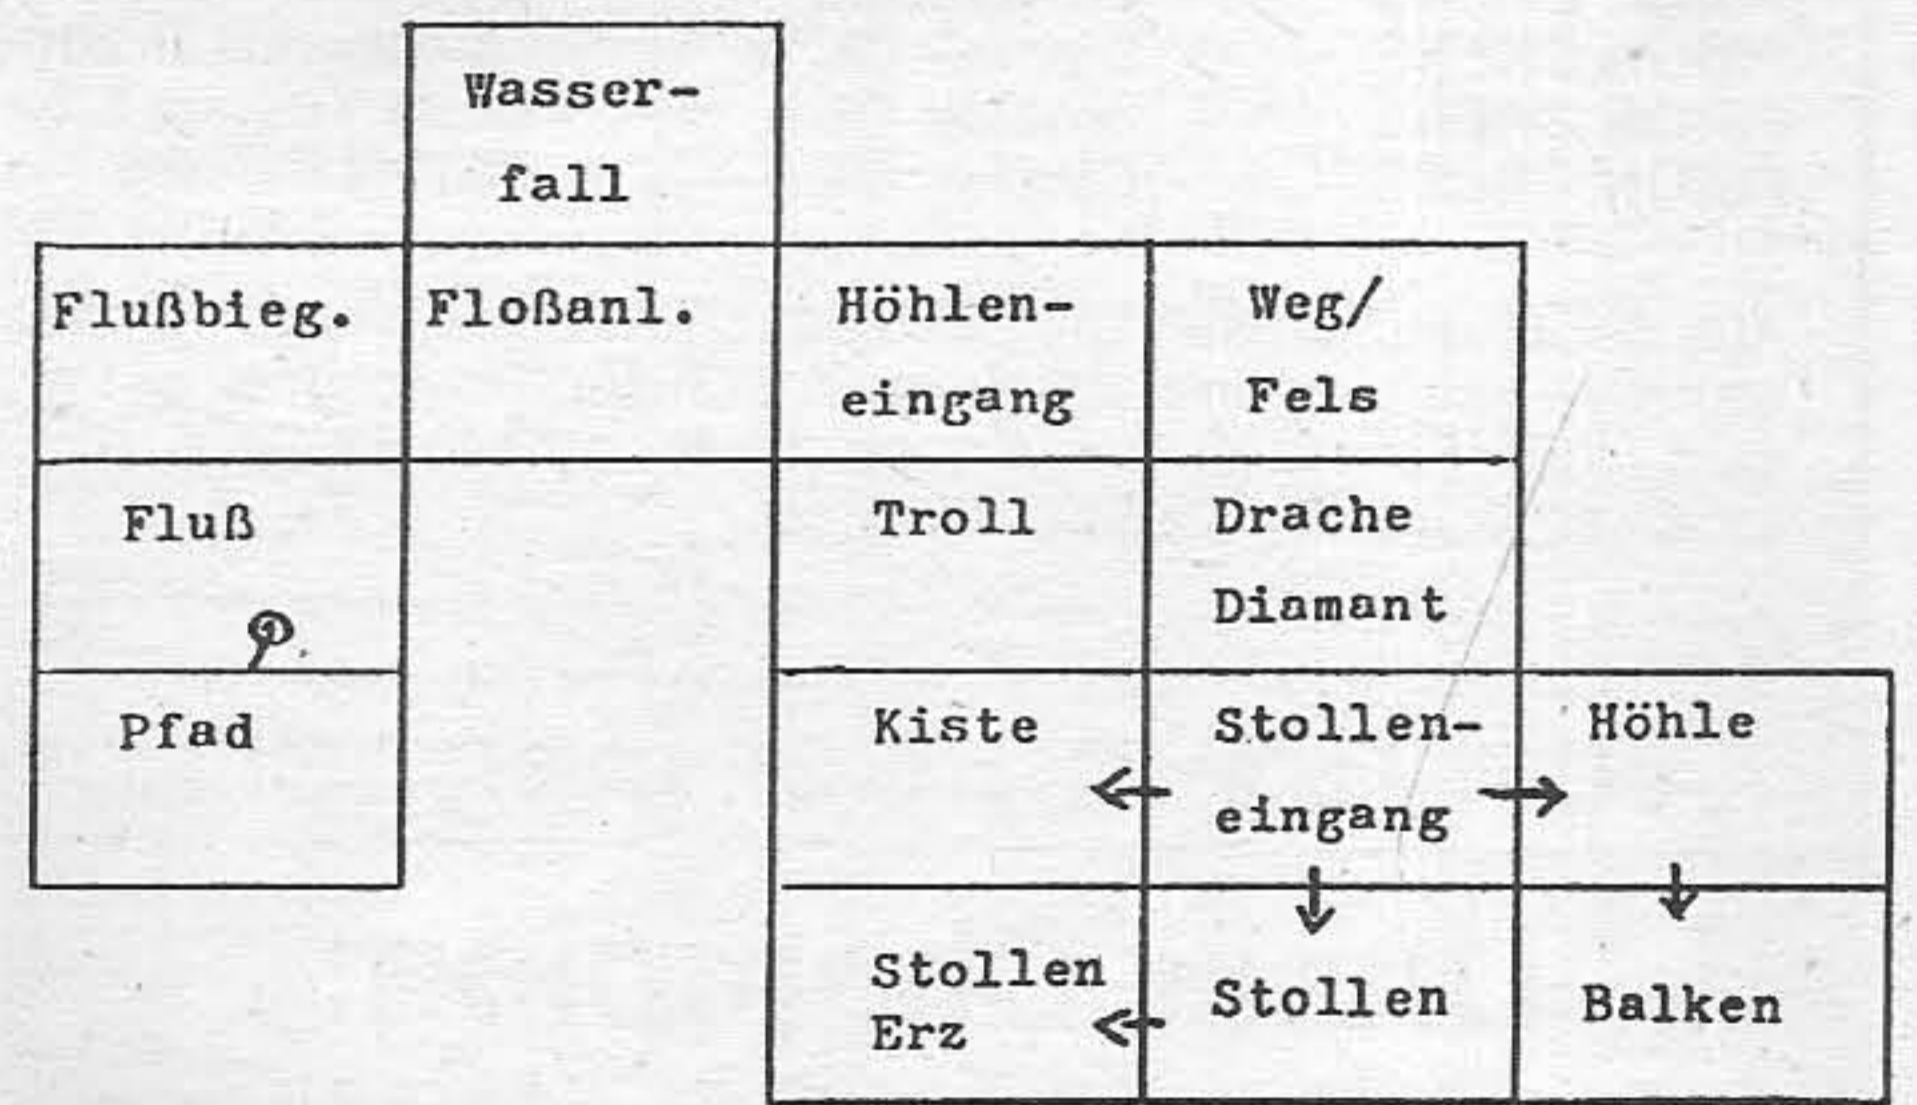 Wasser-
fall
Flußbieg.
Floßanl.
Höhlen-
eingang
Weg/
Fels
Fluß
Troll
Drache
Diamant
Pfad
Kiste
Stollen-
eingang
Höhle
Stollen
Erz
Stollen
Balken